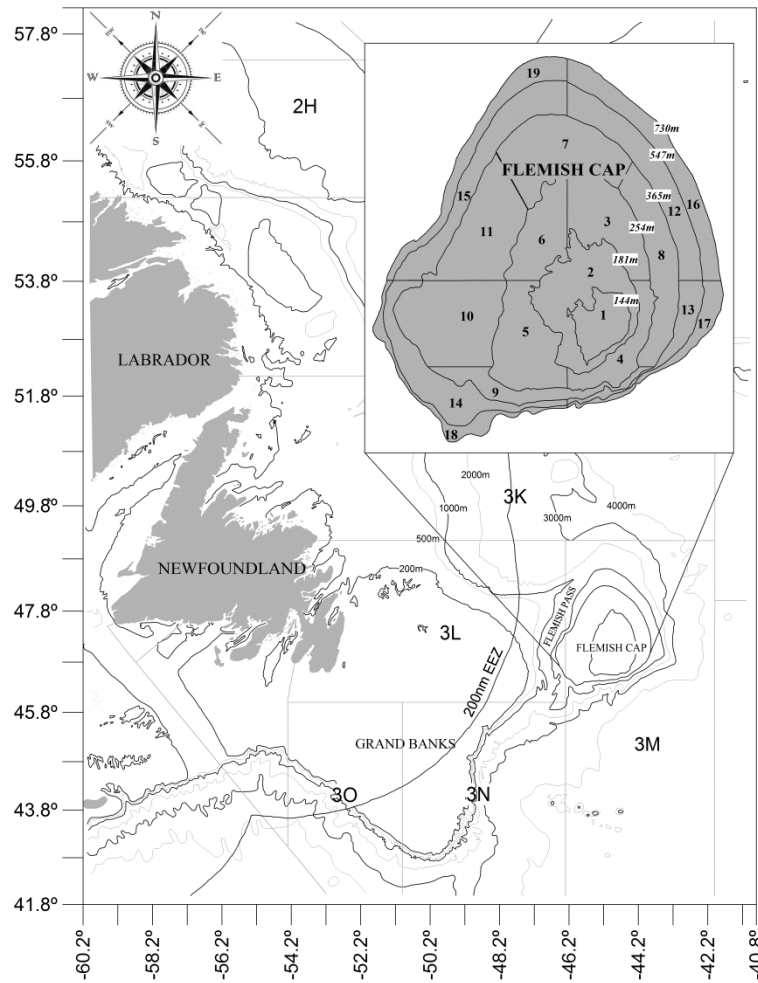 57.8º
55.8º
53.8º
51.8º
49.8º
47.8º
45.8º
43.8º
41.8º
N
W
E
S
2H
19
730m
547m
7
FLEMISH CAP
365m
15
12
16
3
254m
11
6
8
181m
2
144m
10
1
13
17
5
4
9
14
18
LABRADOR
NEWFOUNDLAND
2000m
3K
1000m
4000m
3000m
500m
200m
FLEMISH PASS
3L
FLEMISH CAP
200nm EEZ
GRAND BANKS
3M
3O
3N
-60.2º
-58.2º
-56.2º
-54.2º
-52.2º
-50.2º
-48.2º
-46.2º
-44.2º
-42.2º
-40.8º